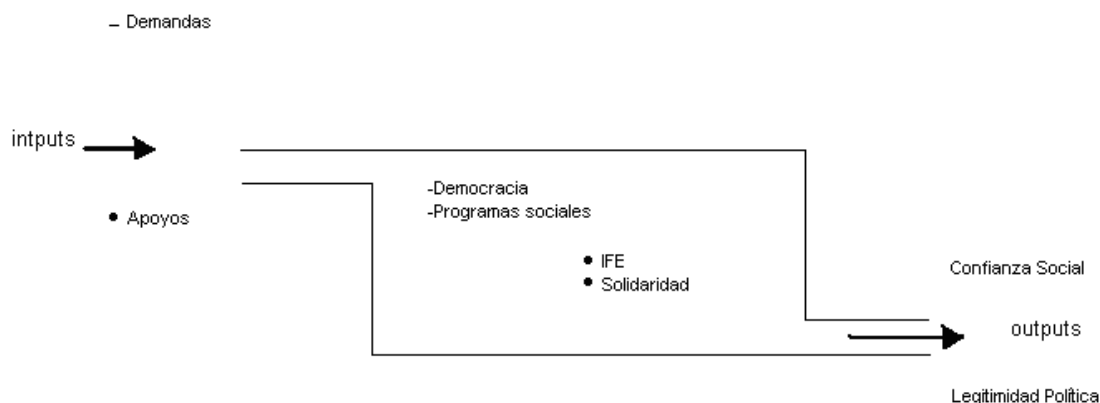 – Demandas
intputs
• Apoyos
-Democracia
-Programas sociales
• IFE
• Solidaridad
Confianza Social
outputs
Legitimidad Política